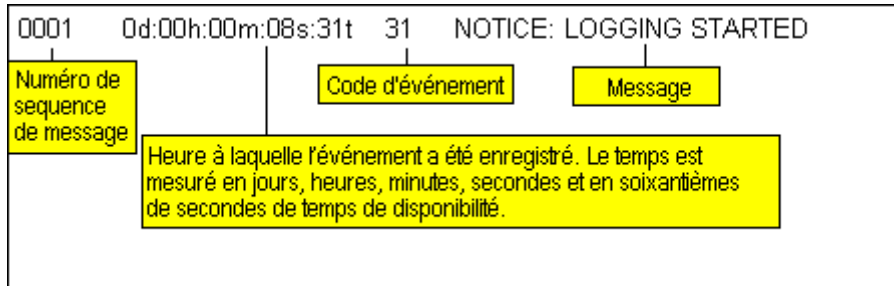 0001 0d:00h:00m:08s:31t 31 NOTICE: LOGGING STARTED
Numéro de
sequence
de message
Code d'événement
Message
Heure à laquelle l'événement a été enregistré. Le temps est
mesuré en jours, heures, minutes, secondes et en soixantièmes
de secondes de temps de disponibilité.